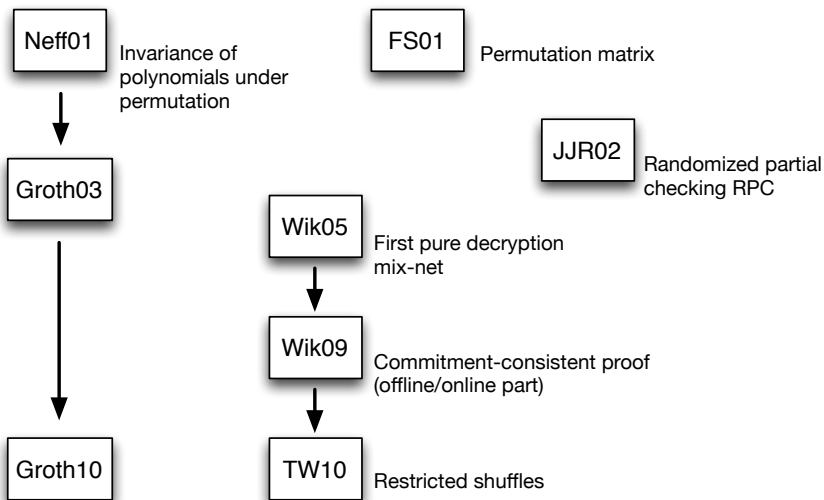 Neff01
Invariance of
polynomials under
permutation
FS01
Permutation matrix
JJR02
Randomized partial
checking RPC
Groth03
Wik05
First pure decryption
mix-net
Wik09
Commitment-consistent proof
(offline/online part)
Groth10
TW10
Restricted shuffles